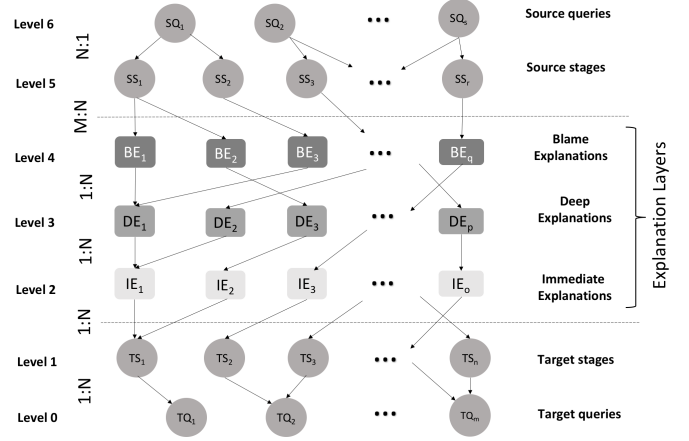 Level 6
SQ1
SQ2
...
SQs
Source queries
N:1
Level 5
SS1
SS2
SS3
...
SSr
Source stages
M:N
Level 4
BE1
BE2
BE3
...
BEq
Blame
Explanations
1:N
Level 3
DE1
DE2
DE3
...
DEp
Deep
Explanations
1:N
Level 2
IE1
IE2
IE3
...
IEo
Immediate
Explanations
Explanation Layers
1:N
Level 1
TS1
TS2
TS3
...
TSn
Target stages
1:N
Level 0
TQ1
TQ2
...
TQm
Target queries